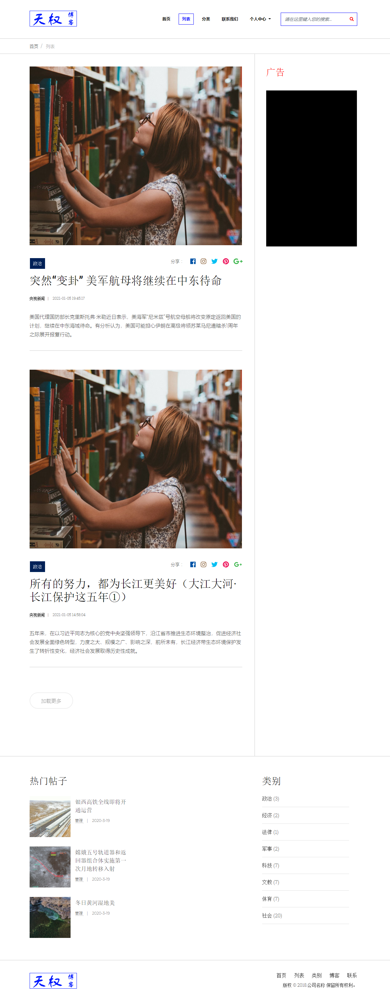 天权 博客
首页 列表 分类 联系我们 个人中心 请在这里键入您的搜索...
首页 / 列表
广告
FRENCH
政治
分享：
突然“变卦” 美军航母将继续在中东待命
央视新闻 | 2021-01-05 19:45:17
美国代理国防部长克里斯托弗·米勒近日表示，美海军“尼米兹”号航空母舰将改变原定返回美国的
计划，继续在中东海域待命。有分析认为，美国可能担心伊朗在高级将领苏莱马尼遭暗杀1周年
之际展开报复行动。
FRENCH
政治
分享：
所有的努力，都为长江更美好（大江大河·
长江保护这五年①）
央视新闻 | 2021-01-05 14:58:04
五年来，在以习近平同志为核心的党中央坚强领导下，沿江省市推进生态环境整治，促进经济社
会发展全面绿色转型，力度之大、规模之广、影响之深，前所未有，长江经济带生态环境保护发
生了转折性变化，经济社会发展取得历史性成就。
加载更多
热门帖子
银西高铁全线即将开
通运营
管理 | 2020-3-19
嫦娥五号轨道器和返
回器组合体实施第一
次月地转移入射
管理 | 2020-3-19
冬日黄河湿地美
管理 | 2020-3-19
类别
政治 (3)
经济 (2)
法律 (1)
军事 (2)
科技 (7)
文教 (7)
体育 (7)
社会 (20)
天权 博客
首页 列表 类别 博客 联系
版权 © 2018.公司名称 保留所有权利。